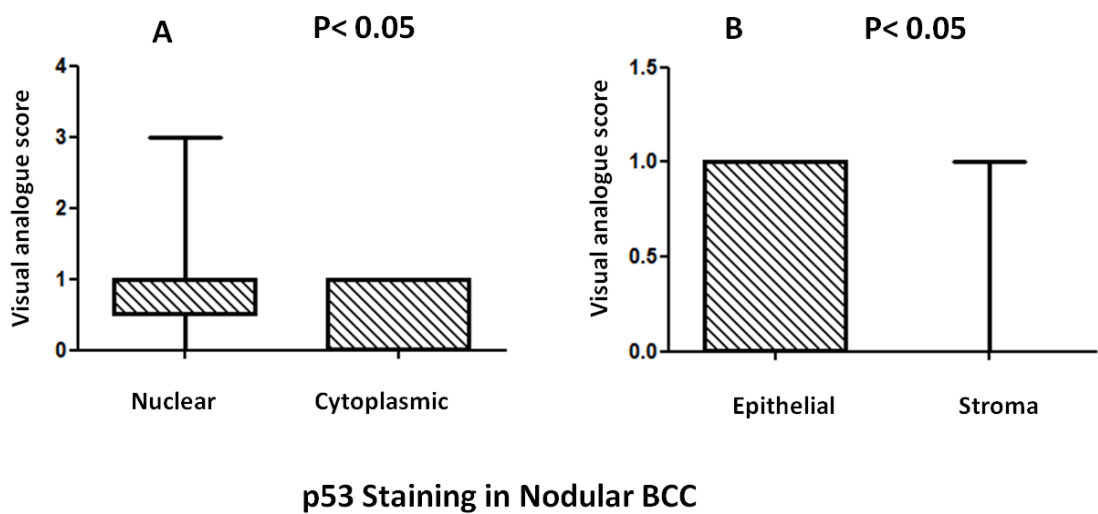 A P< 0.05
Visual analogue score
4
3
2
1
0
Nuclear Cytoplasmic
B P< 0.05
Visual analogue score
1.5
1.0
0.5
0.0
Epithelial Stroma
p53 Staining in Nodular BCC